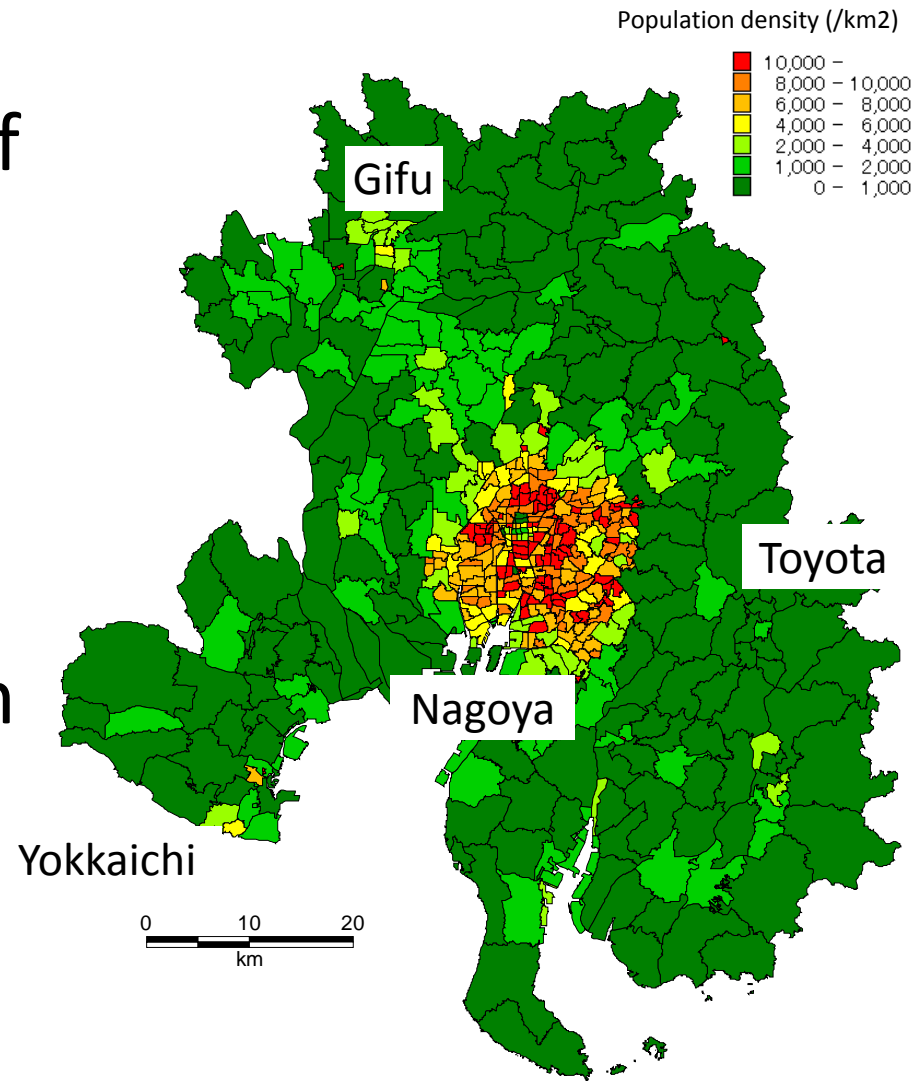 Population density (/km2)
10,000 –
8,000 – 10,000
6,000 – 8,000
4,000 – 6,000
2,000 – 4,000
1,000 – 2,000
0 – 1,000
f
Gifu
Toyota
n
Nagoya
Yokkaichi
0 10 20
km